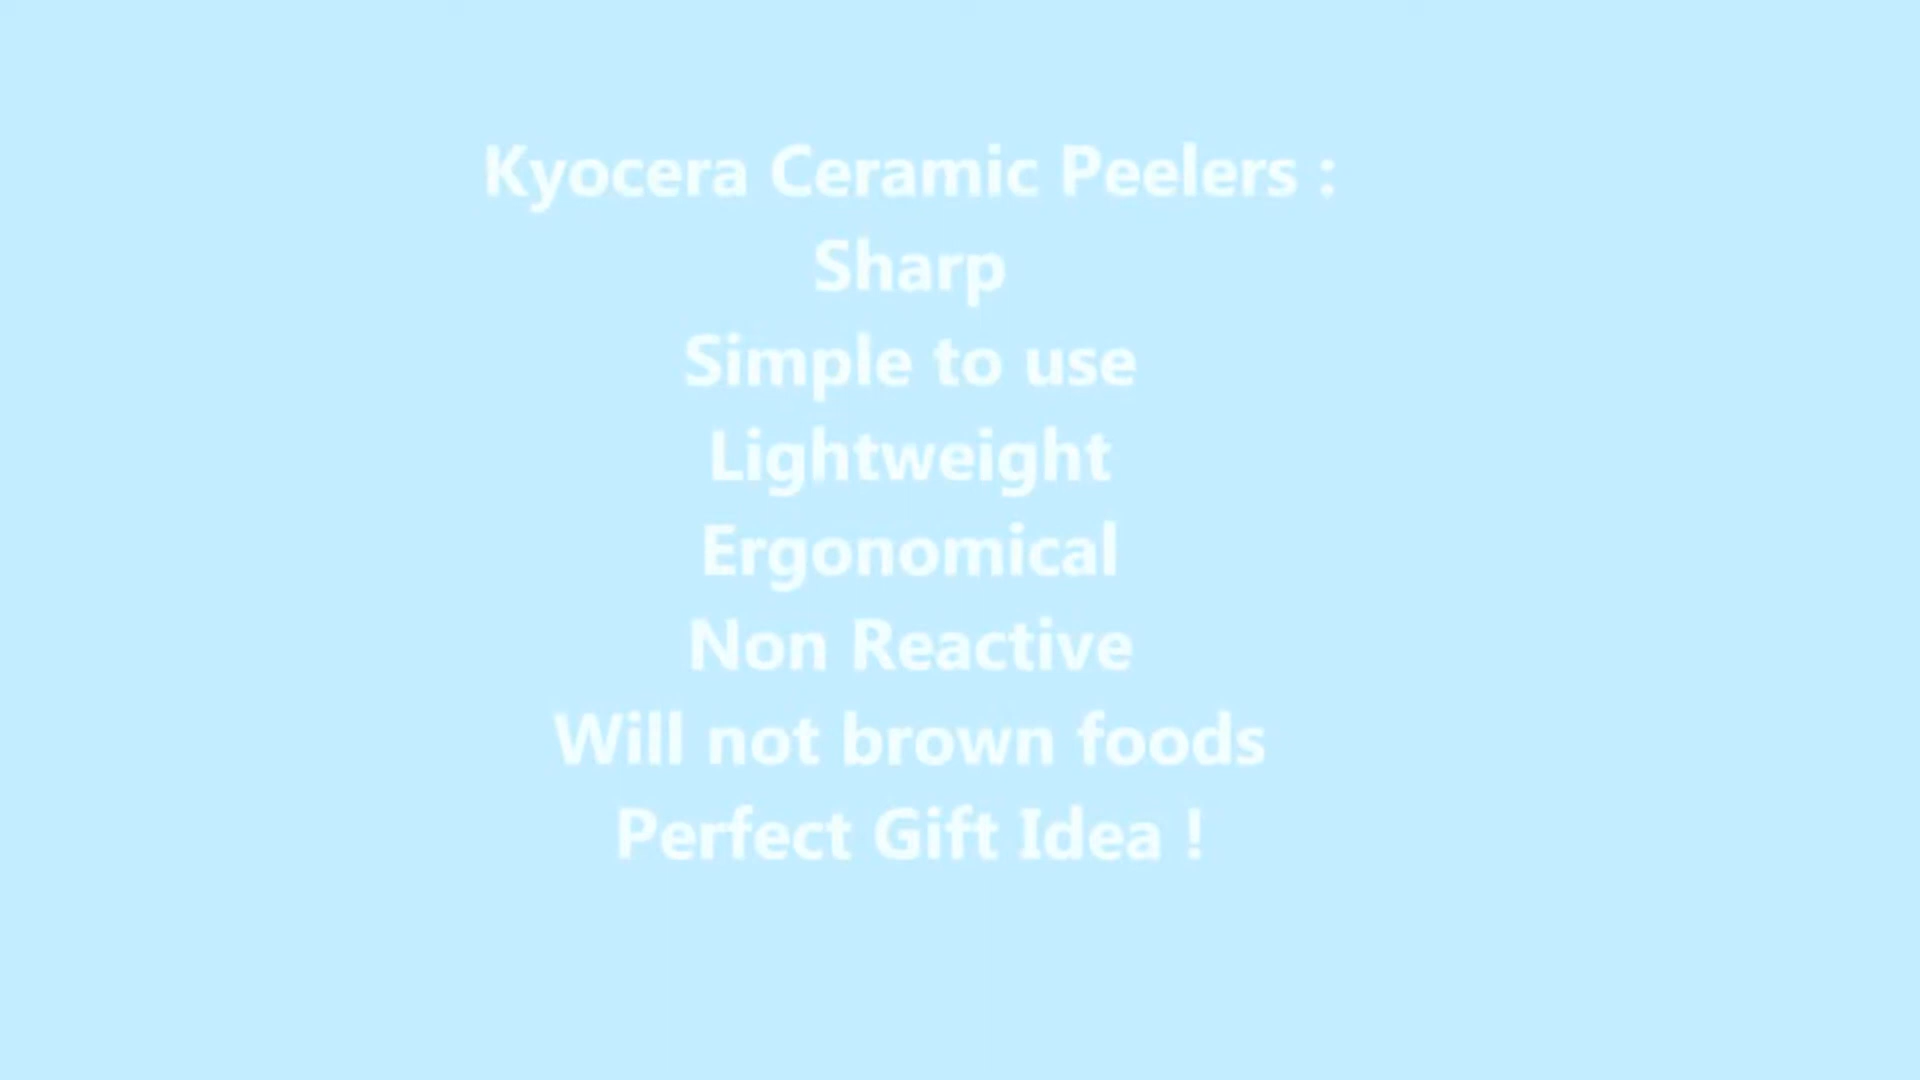 Kyocera Ceramic Peelers :
Sharp
Simple to use
Lightweight
Ergonomical
Non Reactive
Will not brown foods
Perfect Gift Idea !